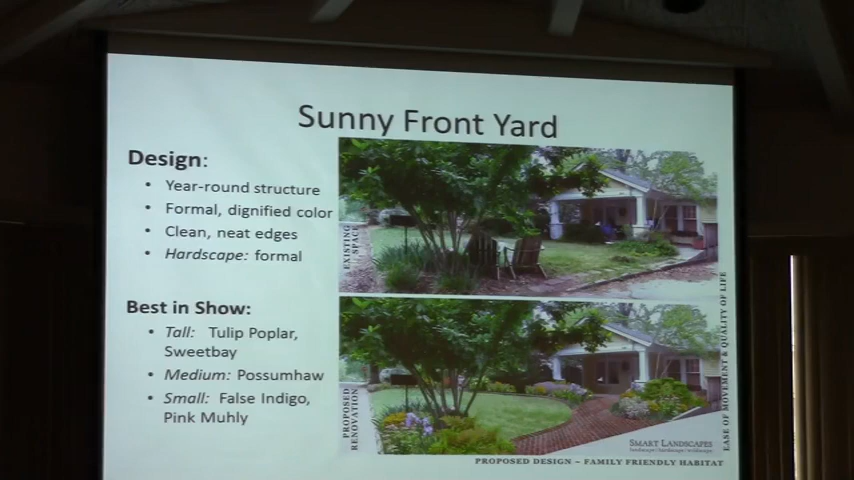 Sunny Front Yard
Design:
• Year-round structure
• Formal, dignified color
• Clean, neat edges
• Hardscape: formal
Best in Show:
• Tall: Tulip Poplar,
Sweetbay
• Medium: Possumhaw
• Small: False Indigo,
Pink Muhly
EXISTING
SPACE
PROPOSED
RENOVATION
EASE OF MOVEMENT & QUALITY OF LIFE
SMART LANDSCAPES
PROPOSED DESIGN – FAMILY FRIENDLY HABITAT